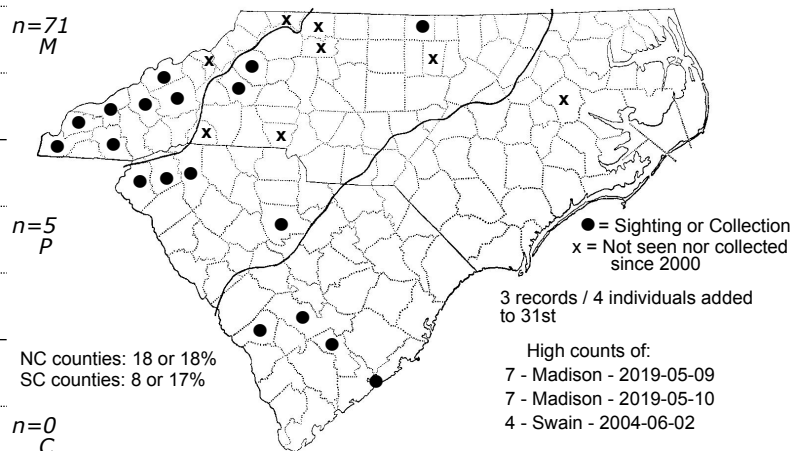 n=71
M
n=5
P
n=0
C
NC counties: 18 or 18%
SC counties: 8 or 17%
● = Sighting or Collection
x = Not seen nor collected
since 2000
3 records / 4 individuals added
to 31st
High counts of:
7 - Madison - 2019-05-09
7 - Madison - 2019-05-10
4 - Swain - 2004-06-02
x
x
x
x
x
x
x
x